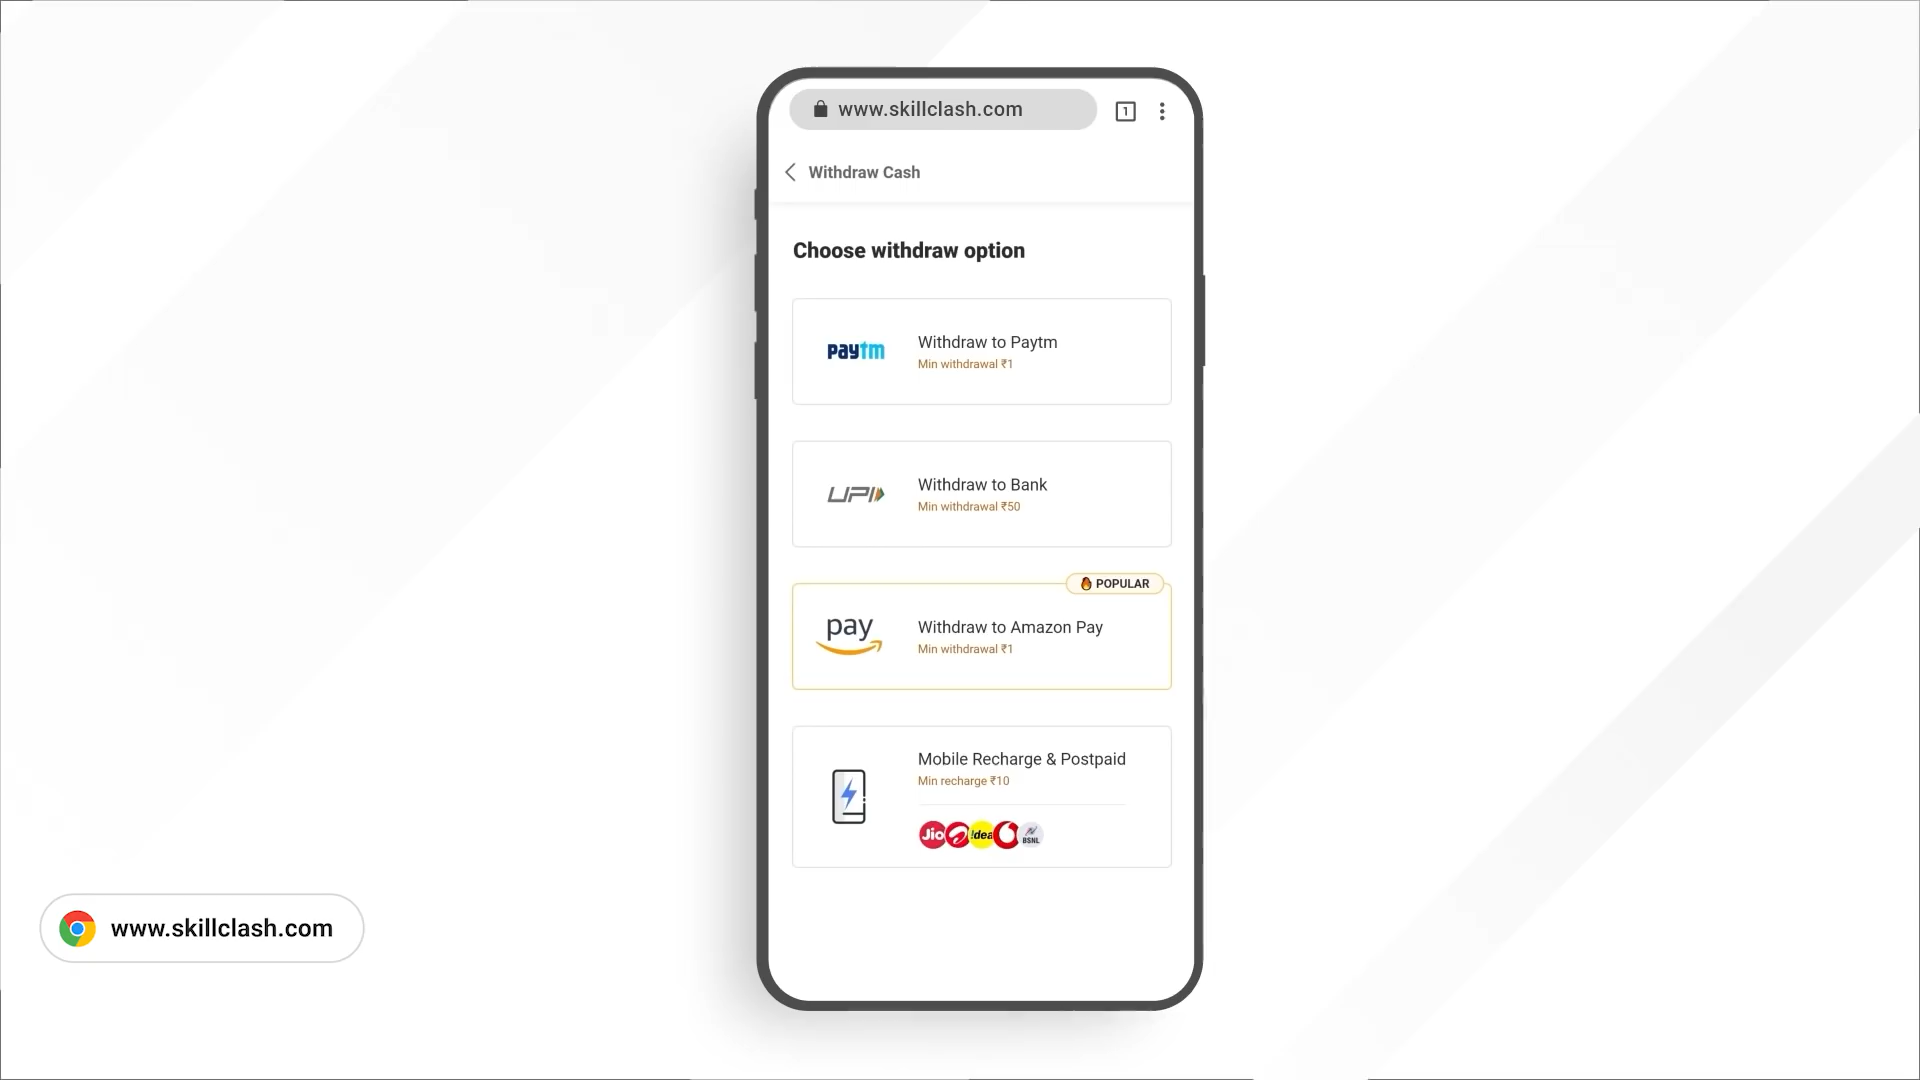 www.skillclash.com
1
Withdraw Cash
Choose withdraw option
paytm
Withdraw to Paytm
Min withdrawal ₹1
UPI
Withdraw to Bank
Min withdrawal ₹50
POPULAR
pay
Withdraw to Amazon Pay
Min withdrawal ₹1
Mobile Recharge & Postpaid
Min recharge ₹10
Jio !dea BSNL
www.skillclash.com